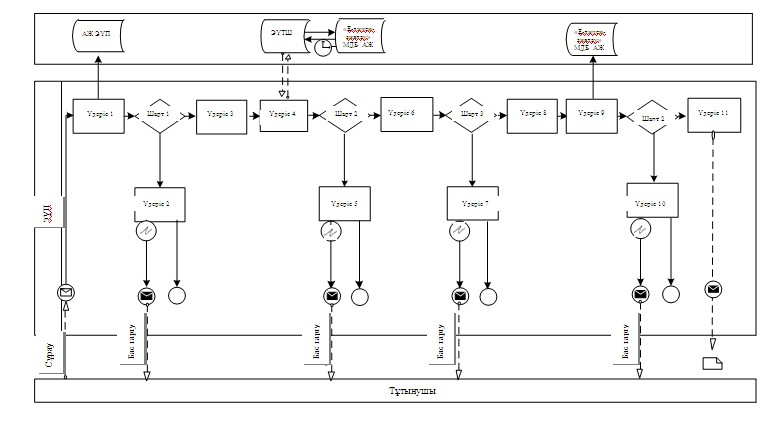 АЖ ЭҮП
ЭҮТШ
МДБ АЖ
МДБ АЖ
Үдеріс 1
Шарт 1
Үдеріс 3
Үдеріс 4
Шарт 2
Үдеріс 6
Шарт 3
Үдеріс 8
Үдеріс 9
Шарт 2
Үдеріс 11
Үдеріс 2
Үдеріс 5
Үдеріс 7
Үдеріс 10
ЭҮП
Сұрау
Бас тарту
Бас тарту
Бас тарту
Бас тарту
Тұтынушы